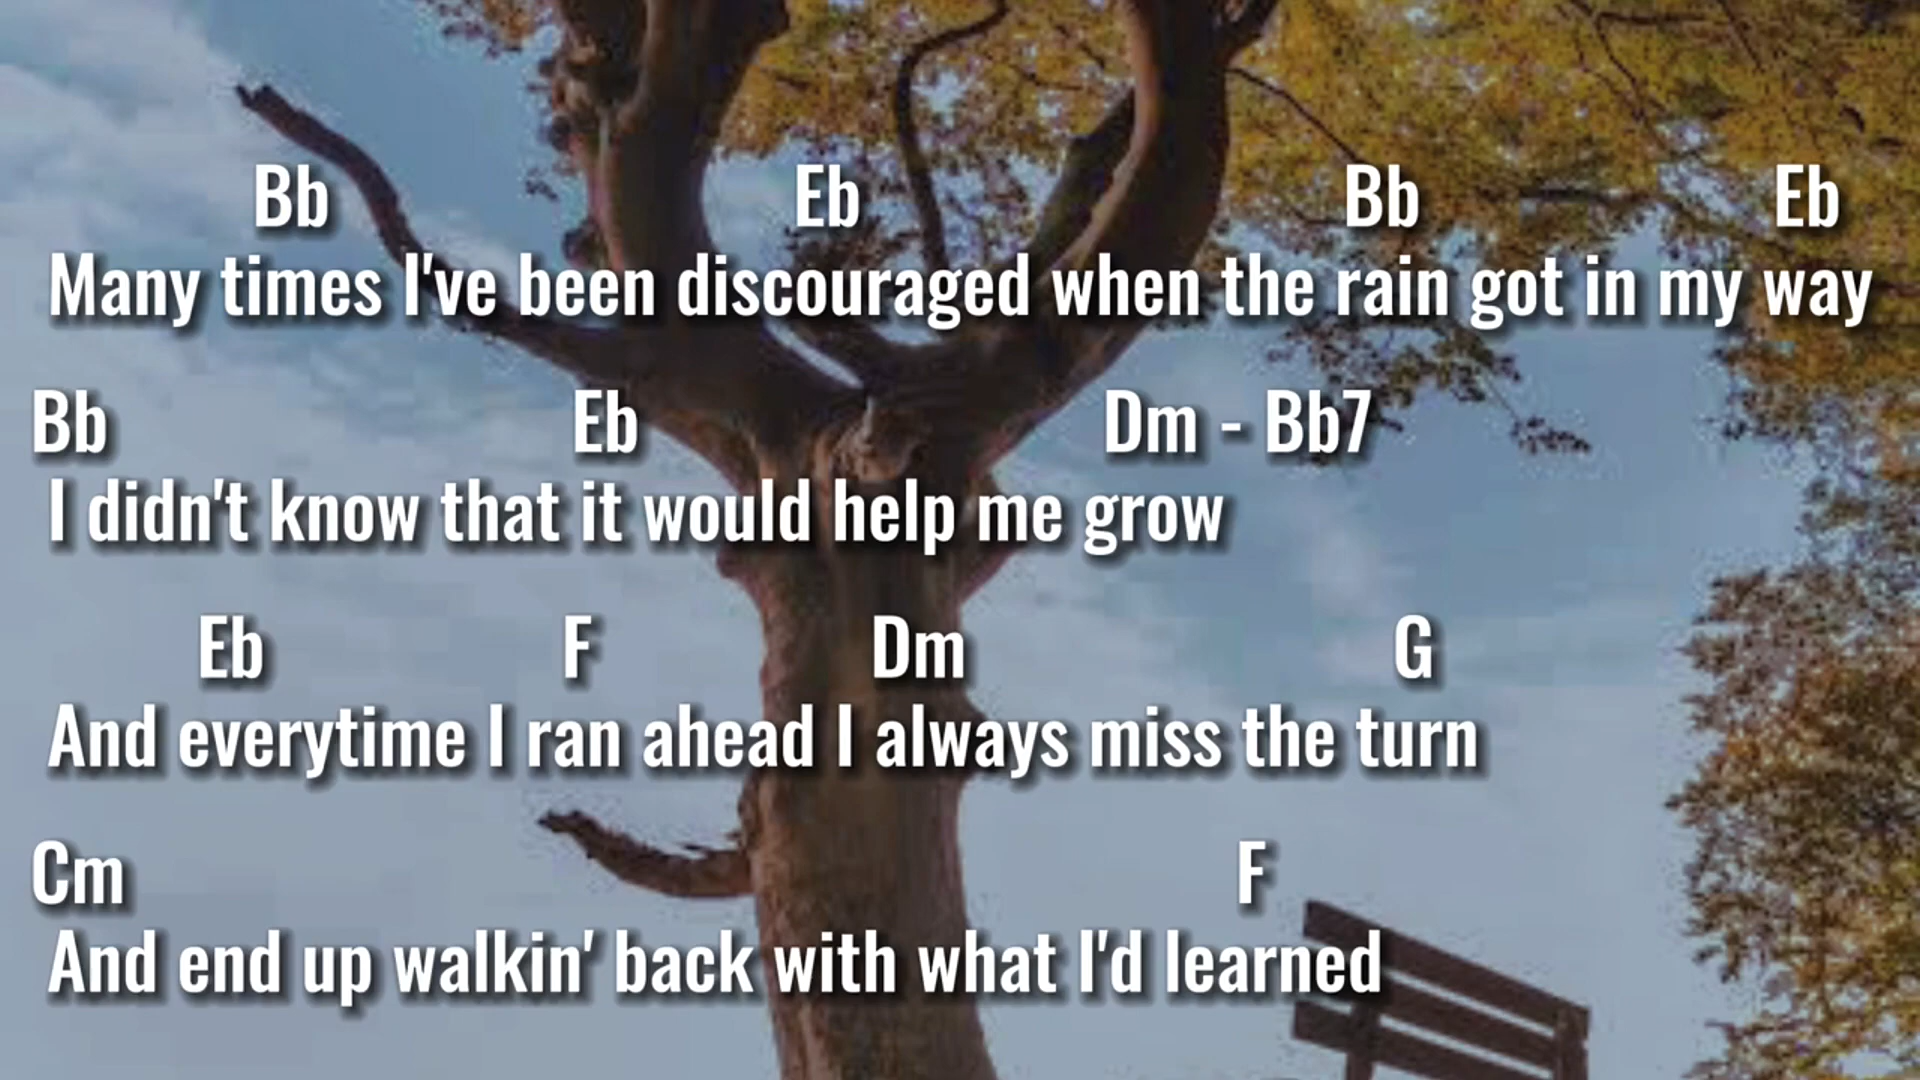 Bb Eb Bb Eb
Many times I've been discouraged when the rain got in my way
Bb Eb Dm - Bb7
I didn't know that it would help me grow
Eb F Dm G
And everytime I ran ahead I always miss the turn
Cm F
And end up walkin' back with what I'd learned